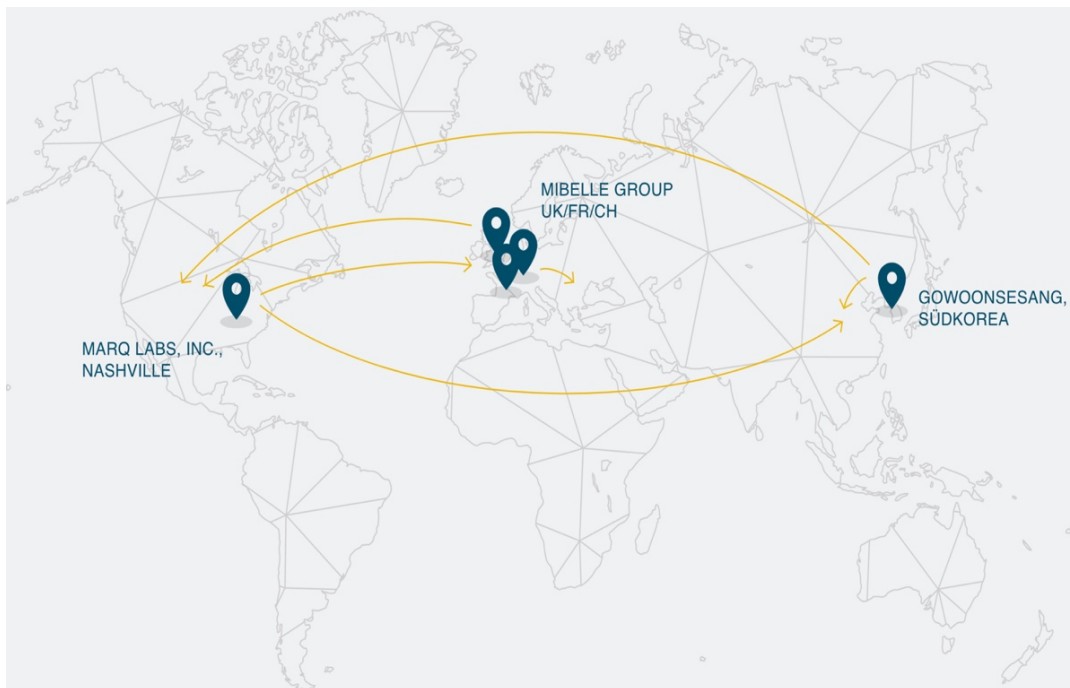 MIBELLE GROUP
UK/FR/CH
GOWOONSESANG,
SÜDKOREA
MARQ LABS, INC.,
NASHVILLE